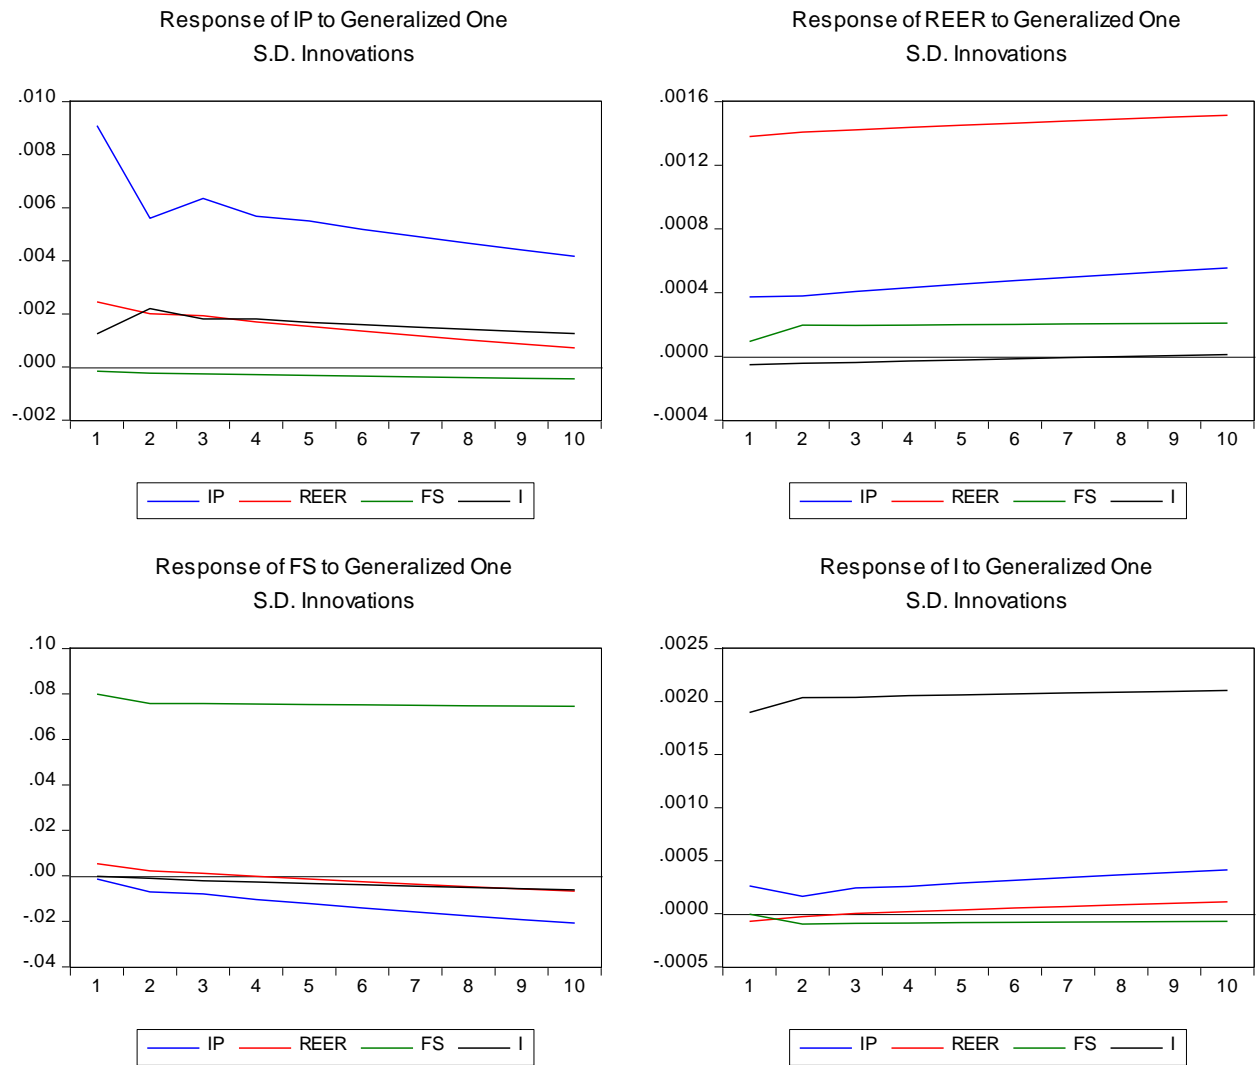 Response of IP to Generalized One
S.D. Innovations
.010
.008
.006
.004
.002
.000
-.002
1 2 3 4 5 6 7 8 9 10
IP REER FS I
Response of REER to Generalized One
S.D. Innovations
.0016
.0012
.0008
.0004
.0000
-.0004
1 2 3 4 5 6 7 8 9 10
IP REER FS I
Response of FS to Generalized One
S.D. Innovations
.10
.08
.06
.04
.02
.00
-.02
-.04
1 2 3 4 5 6 7 8 9 10
IP REER FS I
Response of I to Generalized One
S.D. Innovations
.0025
.0020
.0015
.0010
.0005
.0000
-.0005
1 2 3 4 5 6 7 8 9 10
IP REER FS I